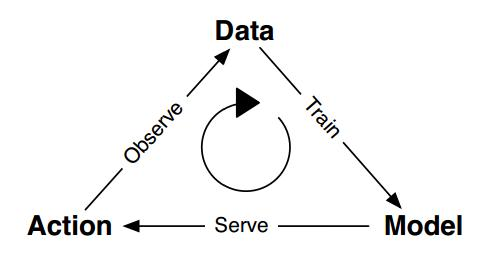 Data
Observe
Train
Action
Serve
Model